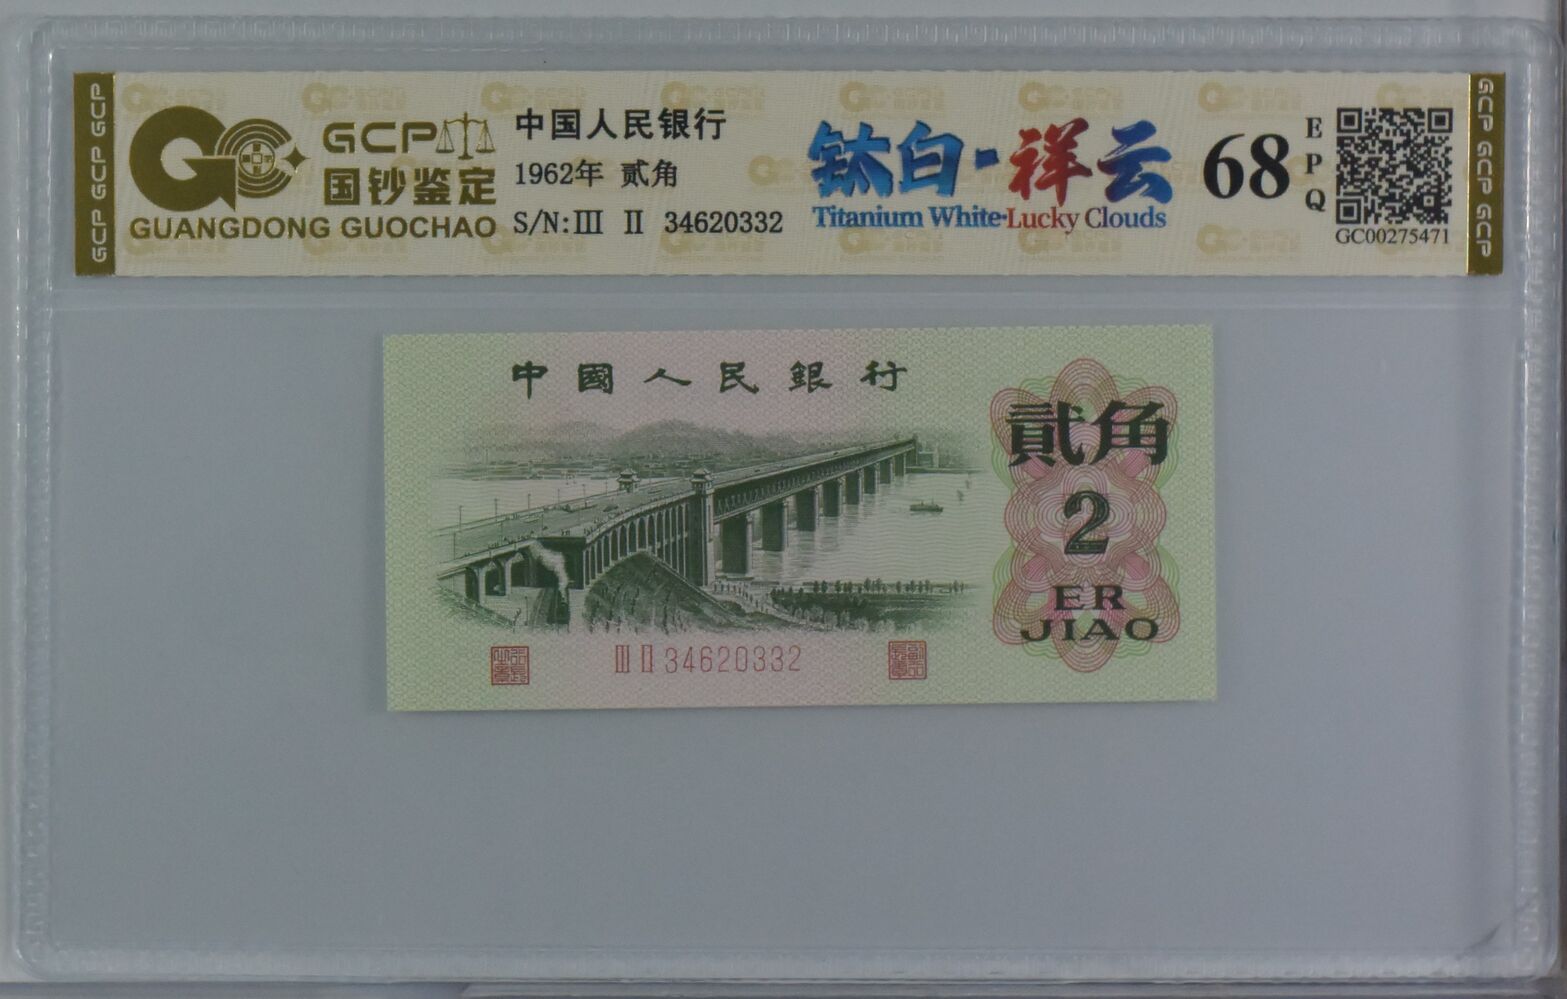 GCP GCP GCP
GCP
国钞鉴定
GUANGDONG GUOCHAO
中国人民银行
1962年 贰角
S/N:III II 34620332
钛白·祥云
Titanium White·Lucky Clouds
68
EPQ
GC00275471
GCP GCP GCP
中國人民銀行
貳角
2
ER
JIAO
III II 34620332